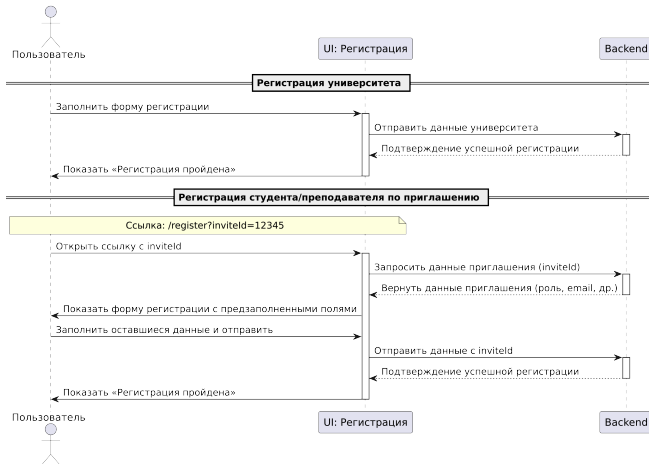 Пользователь
UI: Регистрация
Backend
Регистрация университета
Заполнить форму регистрации
Отправить данные университета
Подтверждение успешной регистрации
Показать «Регистрация пройдена»
Регистрация студента/преподавателя по приглашению
Ссылка: /register?inviteId=12345
Открыть ссылку с inviteId
Запросить данные приглашения (inviteId)
Вернуть данные приглашения (роль, email, др.)
Показать форму регистрации с предзаполненными полями
Заполнить оставшиеся данные и отправить
Отправить данные с inviteId
Подтверждение успешной регистрации
Показать «Регистрация пройдена»
Пользователь
UI: Регистрация
Backend